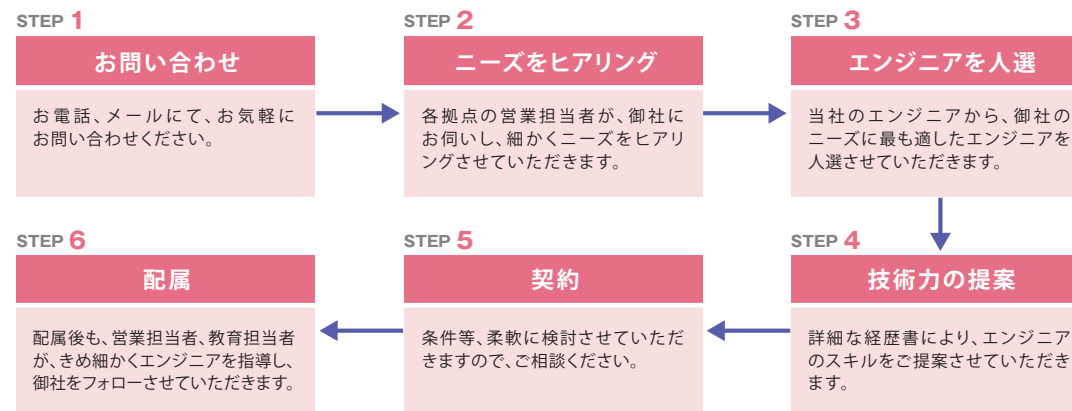 STEP 1
お問い合わせ
お電話、メールにて、お気軽に
お問い合わせください。
STEP 2
ニーズをヒアリング
各拠点の営業担当者が、御社に
お伺いし、細かくニーズをヒアリ
ングさせていただきます。
STEP 3
エンジニアを人選
当社のエンジニアから、御社の
ニーズに最も適したエンジニアを
人選させていただきます。
STEP 4
技術力の提案
詳細な経歴書により、エンジニア
のスキルをご提案させていただき
ます。
STEP 5
契約
条件等、柔軟に検討させていただ
きますので、ご相談ください。
STEP 6
配属
配属後も、営業担当者、教育担当者
が、きめ細かくエンジニアを指導し、
御社をフォローさせていただきます。